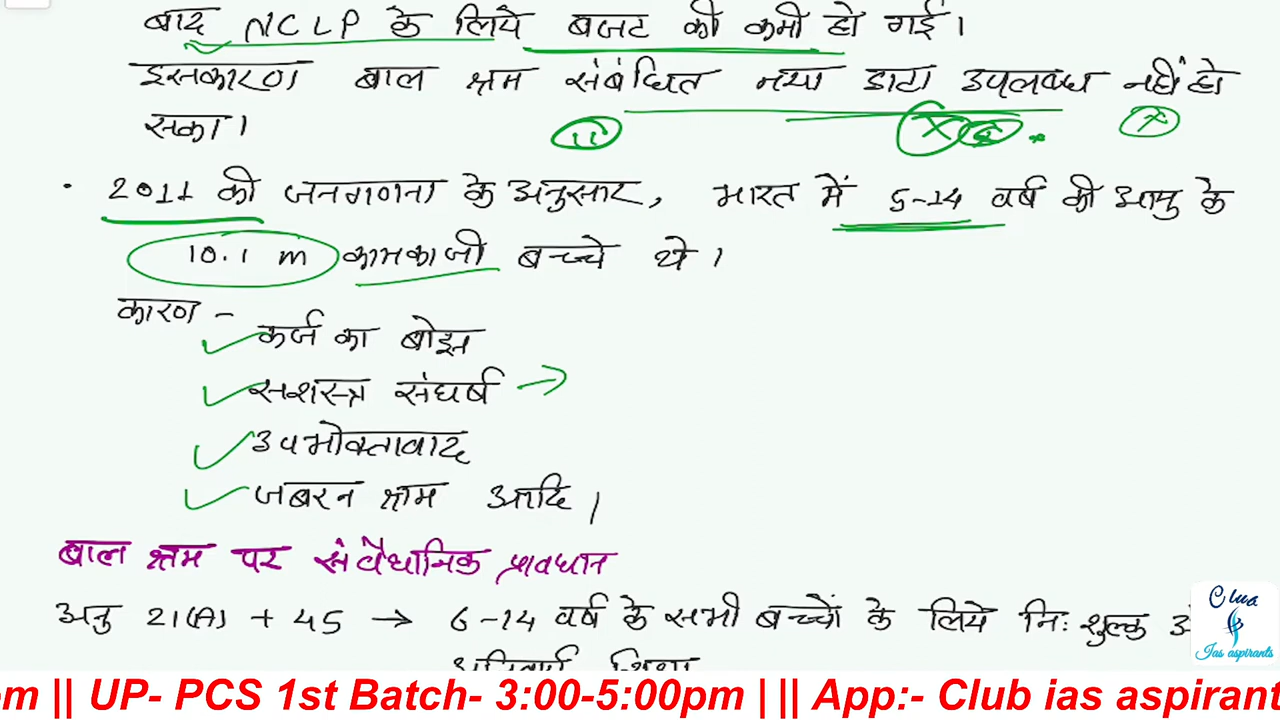 बाद NCLP के लिये बजट की कमी हो गई।
इसकारण बाल श्रम संबंधित नया डाटा उपलब्ध नहीं हो
सका।
• 2011 की जनगणना के अनुसार, भारत में 5-14 वर्ष की आयु के
10.1 m कामकाजी बच्चे थे।
कारण -
कर्ज का बोझ
सशस्त्र संघर्ष →
उपभोक्तावाद
जबरन श्रम आदि।
बाल श्रम पर संवैधानिक प्रावधान
अनु 21(A) + 45 → 6-14 वर्ष के सभी बच्चों के लिये निःशुल्क
Club
Ias aspirants
pm || UP- PCS 1st Batch- 3:00-5:00pm | || App:- Club ias aspirant